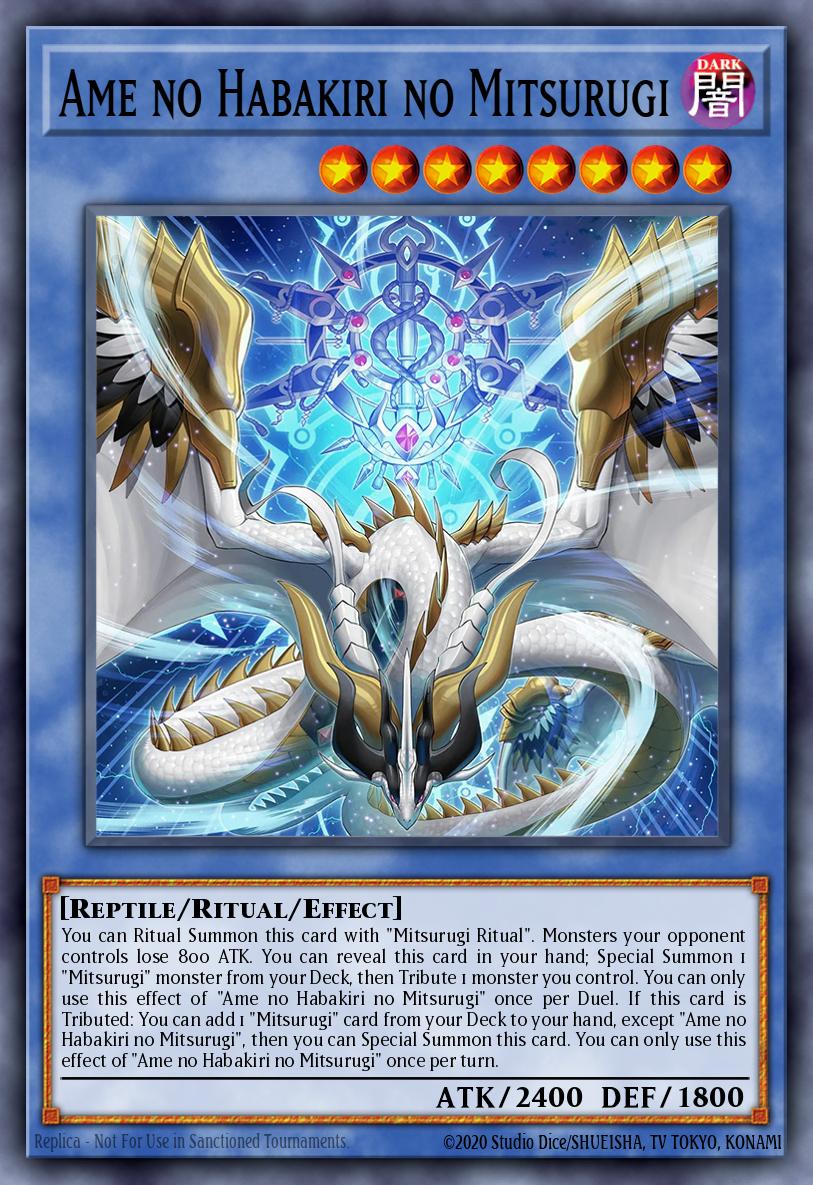 Ame no Habakiri no Mitsurugi
DARK
闇
[Reptile/Ritual/Effect]
You can Ritual Summon this card with "Mitsurugi Ritual". Monsters your opponent
controls lose 800 ATK. You can reveal this card in your hand; Special Summon 1
"Mitsurugi" monster from your Deck, then Tribute 1 monster you control. You can only
use this effect of "Ame no Habakiri no Mitsurugi" once per Duel. If this card is
Tributed: You can add 1 "Mitsurugi" card from your Deck to your hand, except "Ame no
Habakiri no Mitsurugi", then you can Special Summon this card. You can only use this
effect of "Ame no Habakiri no Mitsurugi" once per turn.
ATK/2400 DEF/1800
Replica - Not For Use in Sanctioned Tournaments.
©2020 Studio Dice/SHUEISHA, TV TOKYO, KONAMI